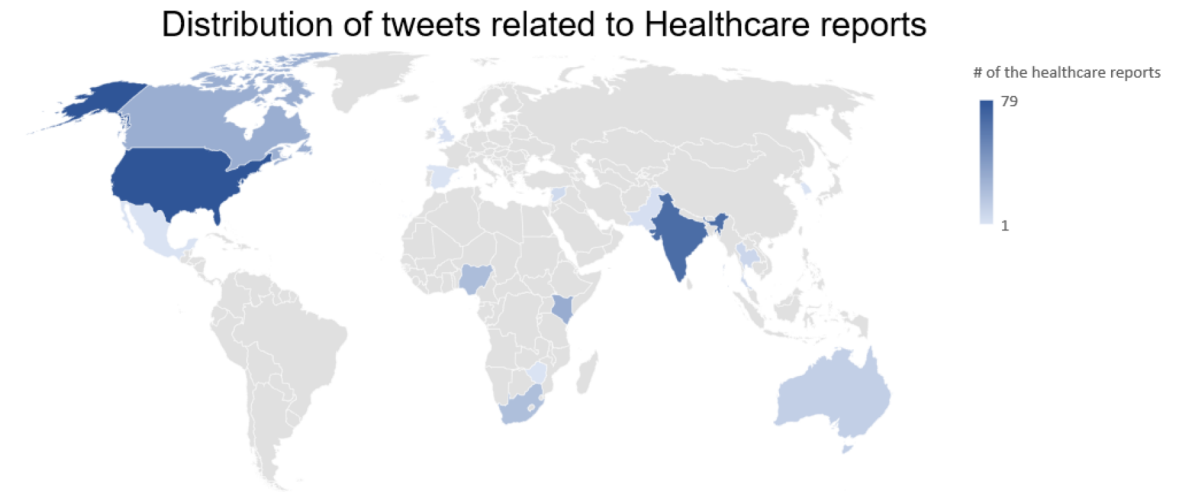 Distribution of tweets related to Healthcare reports
# of the healthcare reports
79
1